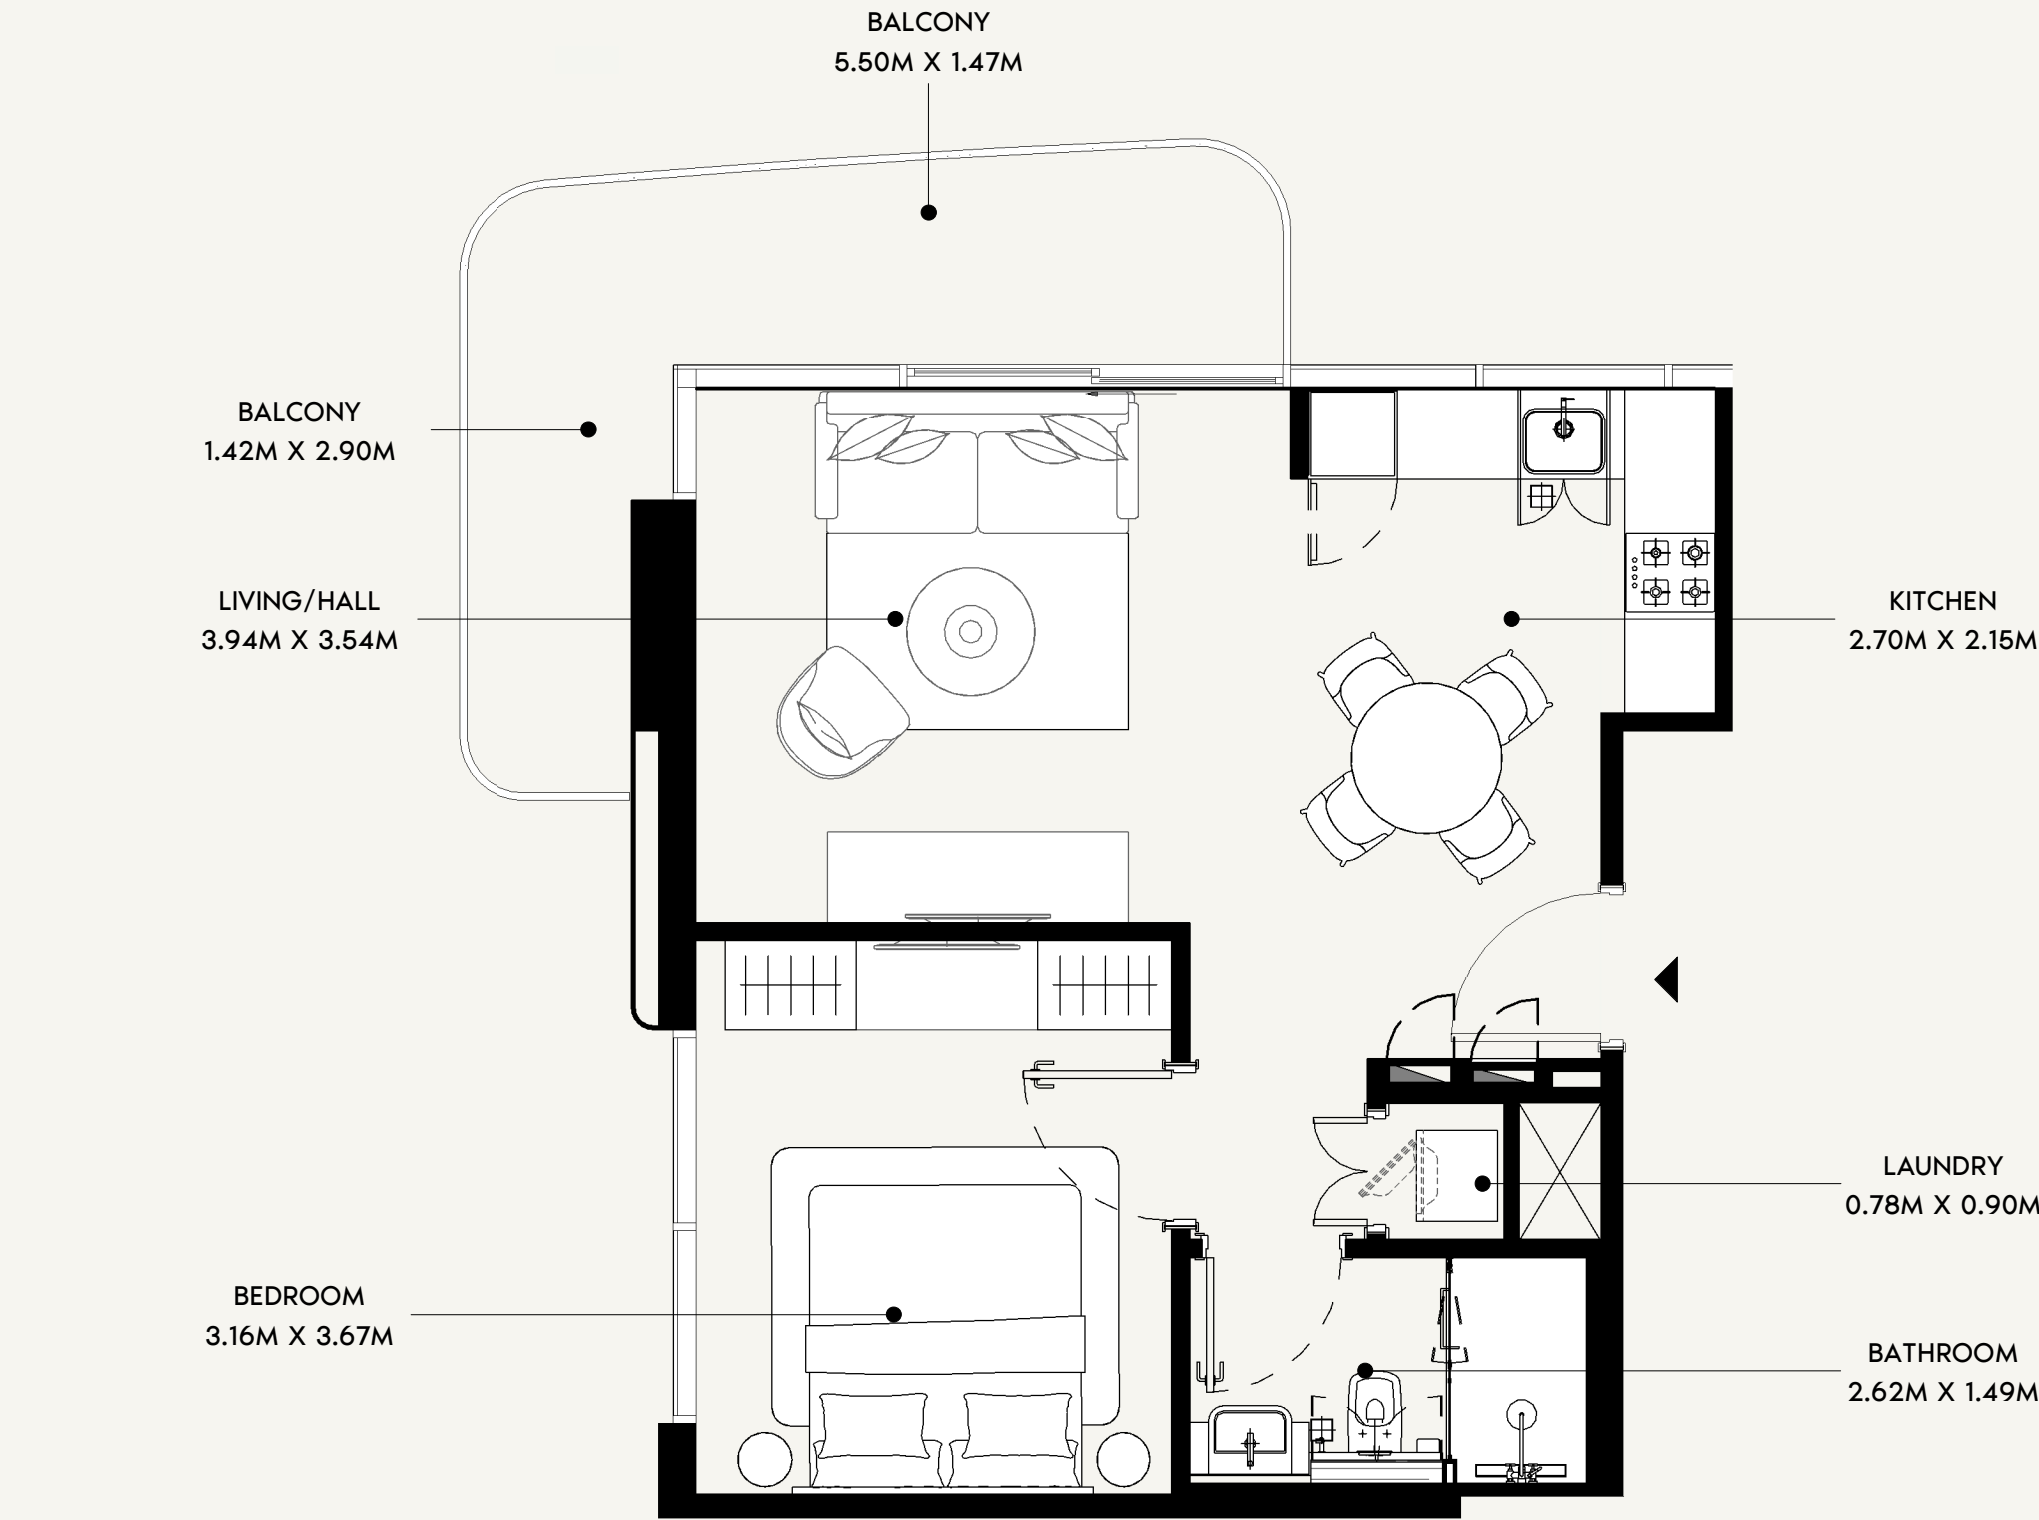 BALCONY
5.50M X 1.47M
BALCONY
1.42M X 2.90M
LIVING/HALL
3.94M X 3.54M
KITCHEN
2.70M X 2.15M
LAUNDRY
0.78M X 0.90M
BEDROOM
3.16M X 3.67M
BATHROOM
2.62M X 1.49M